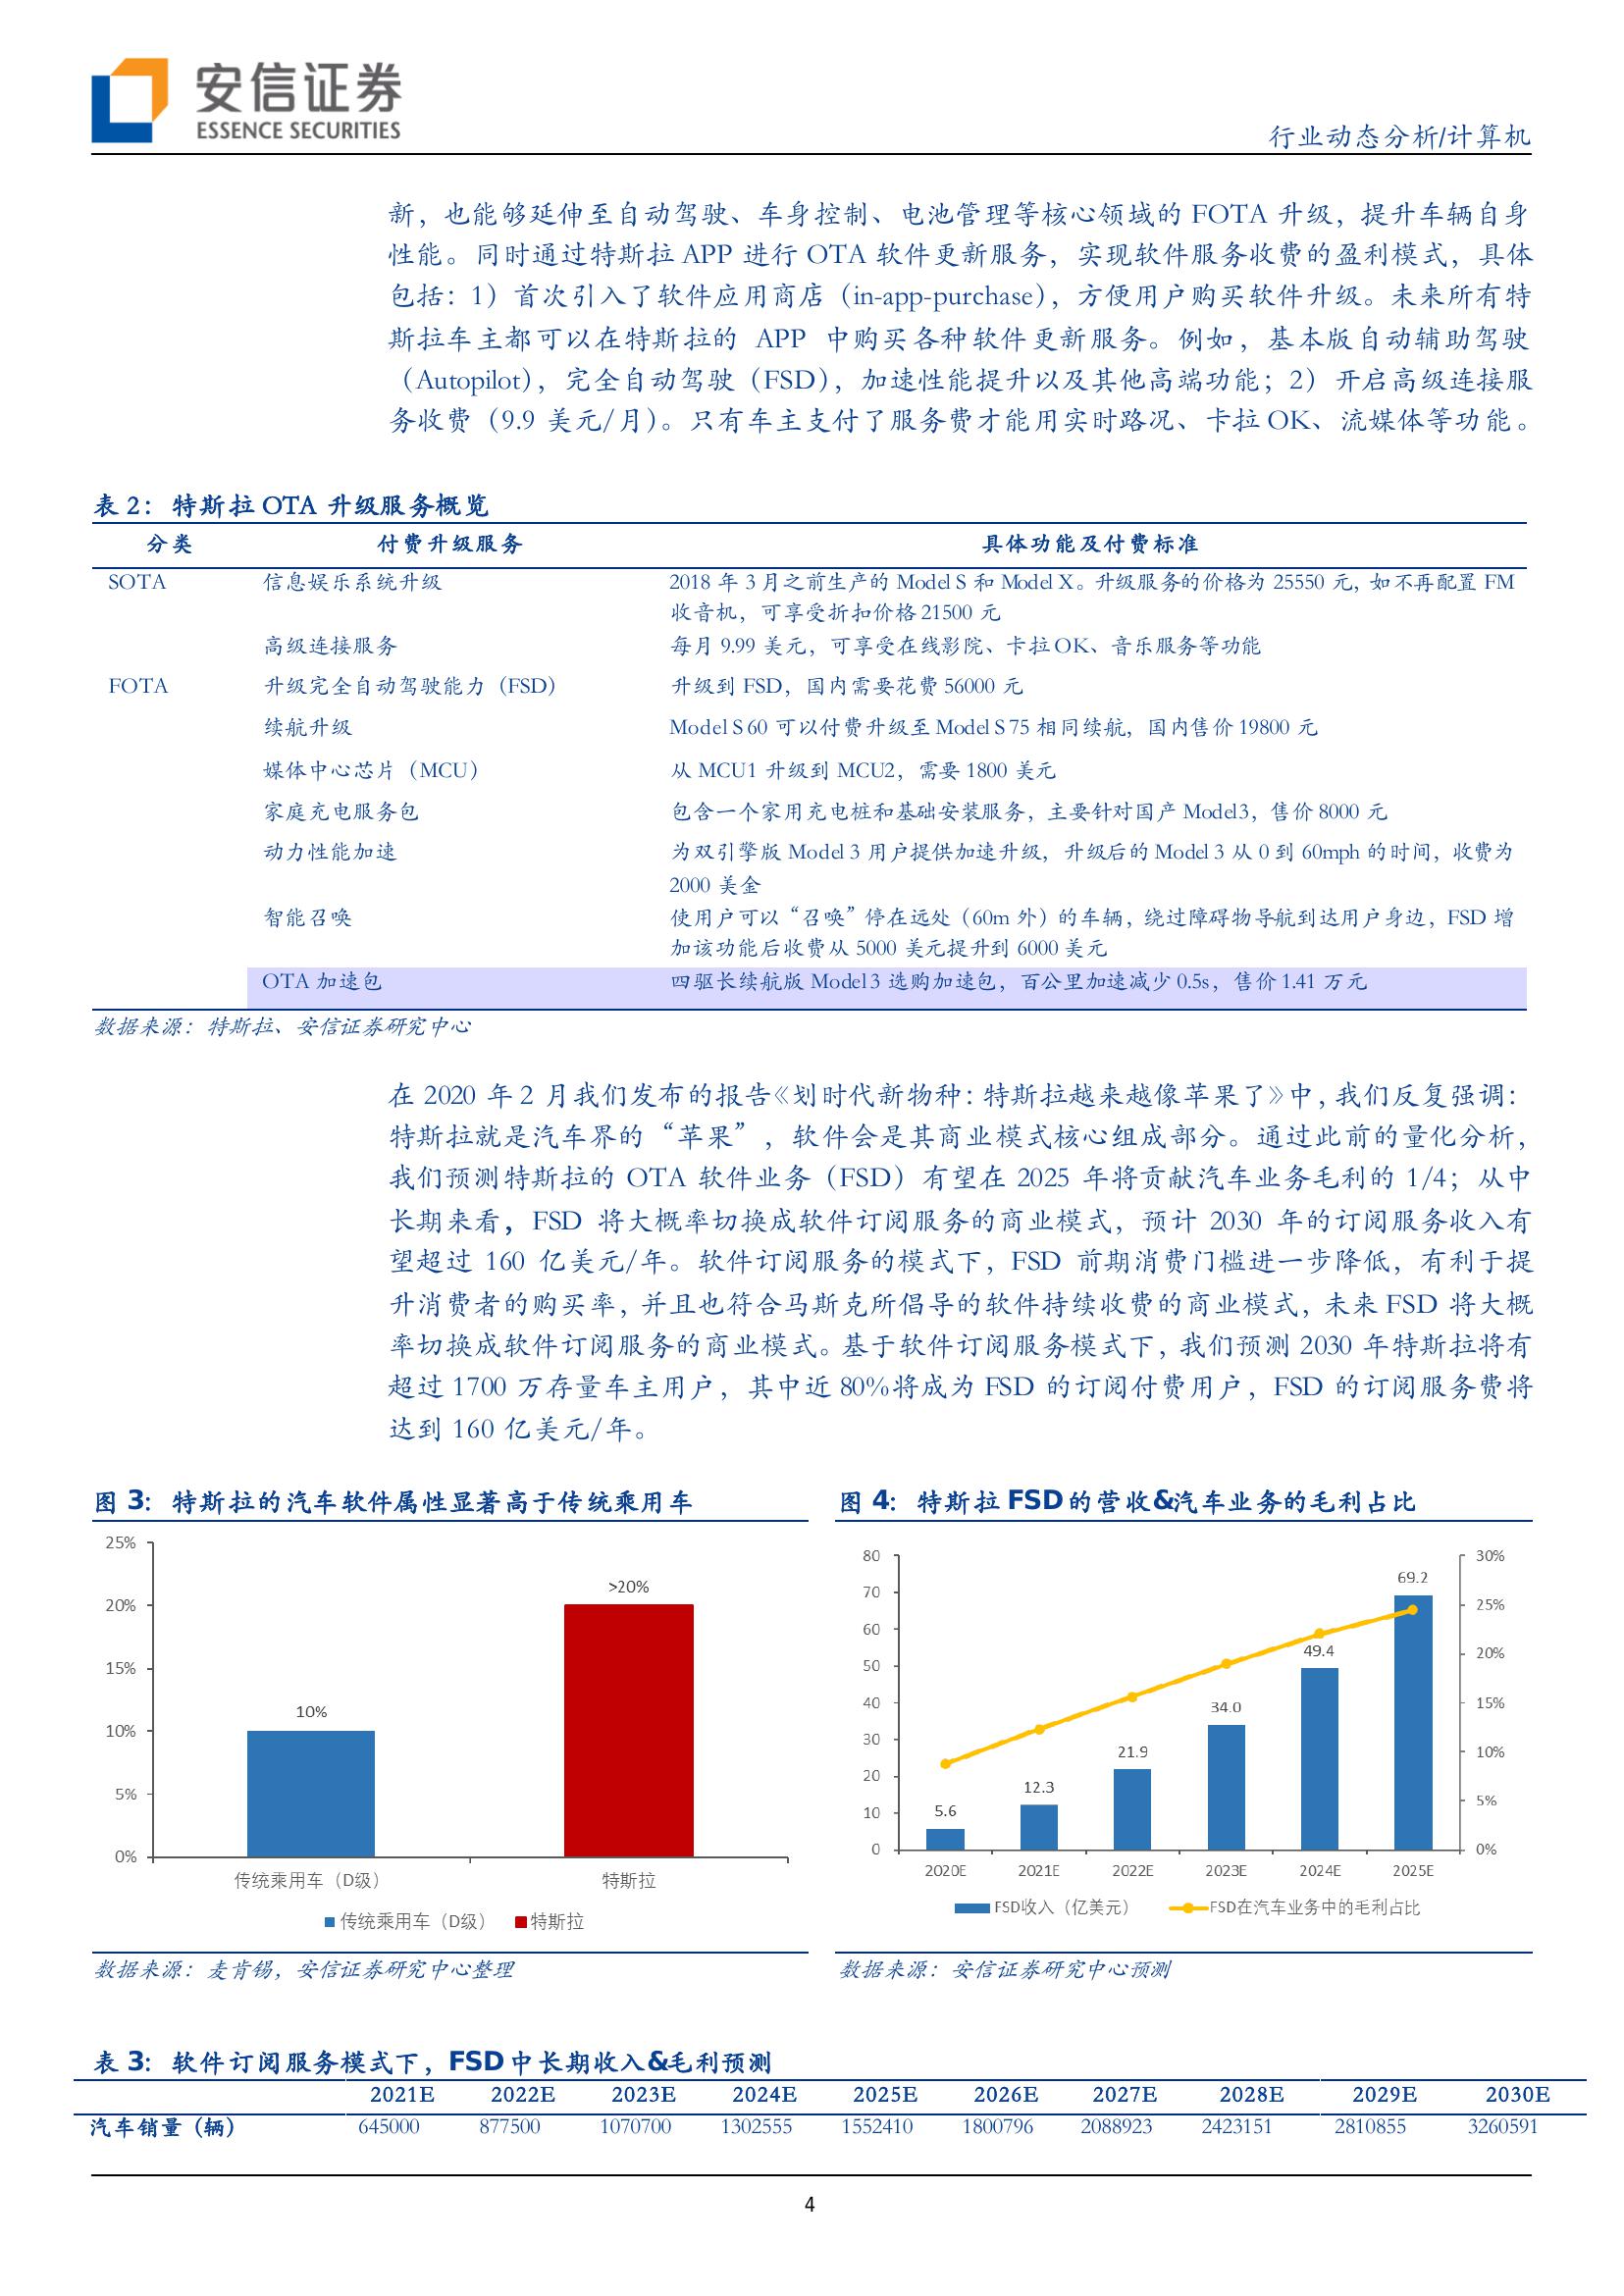 安信证券
ESSENCE SECURITIES
行业动态分析/计算机
新，也能够延伸至自动驾驶、车身控制、电池管理等核心领域的 FOTA 升级，提升车辆自身
性能。同时通过特斯拉 APP 进行 OTA 软件更新服务，实现软件服务收费的盈利模式，具体
包括：1）首次引入了软件应用商店（in-app-purchase），方便用户购买软件升级。未来所有特
斯拉车主都可以在特斯拉的 APP 中购买各种软件更新服务。例如，基本版自动辅助驾驶
（Autopilot），完全自动驾驶（FSD），加速性能提升以及其他高端功能；2）开启高级连接服
务收费（9.9 美元/月）。只有车主支付了服务费才能用实时路况、卡拉 OK、流媒体等功能。
表 2：特斯拉 OTA 升级服务概览
分类 付费升级服务 具体功能及付费标准
SOTA 信息娱乐系统升级 2018 年 3 月之前生产的 Model S 和 Model X。升级服务的价格为 25550 元，如不再配置 FM
收音机，可享受折扣价格 21500 元
高级连接服务 每月 9.99 美元，可享受在线影院、卡拉 OK、音乐服务等功能
FOTA 升级完全自动驾驶能力（FSD） 升级到 FSD，国内需要花费 56000 元
续航升级 Model S 60 可以付费升级至 Model S 75 相同续航，国内售价 19800 元
媒体中心芯片（MCU） 从 MCU1 升级到 MCU2，需要 1800 美元
家庭充电服务包 包含一个家用充电桩和基础安装服务，主要针对国产 Model3，售价 8000 元
动力性能加速 为双引擎版 Model 3 用户提供加速升级，升级后的 Model 3 从 0 到 60mph 的时间，收费为
2000 美金
智能召唤 使用户可以“召唤”停在远处（60m 外）的车辆，绕过障碍物导航到达用户身边，FSD 增
加该功能后收费从 5000 美元提升到 6000 美元
OTA 加速包 四驱长续航版 Model3 选购加速包，百公里加速减少 0.5s，售价 1.41 万元
数据来源：特斯拉、安信证券研究中心
在 2020 年 2 月我们发布的报告《划时代新物种：特斯拉越来越像苹果了》中，我们反复强调：
特斯拉就是汽车界的“苹果”，软件会是其商业模式核心组成部分。通过此前的量化分析，
我们预测特斯拉的 OTA 软件业务（FSD）有望在 2025 年将贡献汽车业务毛利的 1/4；从中
长期来看，FSD 将大概率切换成软件订阅服务的商业模式，预计 2030 年的订阅服务收入有
望超过 160 亿美元/年。软件订阅服务的模式下，FSD 前期消费门槛进一步降低，有利于提
升消费者的购买率，并且也符合马斯克所倡导的软件持续收费的商业模式，未来 FSD 将大概
率切换成软件订阅服务的商业模式。基于软件订阅服务模式下，我们预测 2030 年特斯拉将有
超过 1700 万存量车主用户，其中近 80%将成为 FSD 的订阅付费用户，FSD 的订阅服务费将
达到 160 亿美元/年。
图 3：特斯拉的汽车软件属性显著高于传统乘用车
25%
20%
15%
10%
5%
0%
10%
>20%
传统乘用车（D级） 特斯拉
传统乘用车（D级） 特斯拉
数据来源：麦肯锡，安信证券研究中心整理
图 4：特斯拉 FSD 的营收&汽车业务的毛利占比
80
70
60
50
40
30
20
10
0
5.6
12.3
21.9
34.0
49.4
69.2
30%
25%
20%
15%
10%
5%
0%
2020E 2021E 2022E 2023E 2024E 2025E
FSD收入（亿美元） FSD在汽车业务中的毛利占比
数据来源：安信证券研究中心预测
表 3：软件订阅服务模式下，FSD 中长期收入&毛利预测
2021E 2022E 2023E 2024E 2025E 2026E 2027E 2028E 2029E 2030E
汽车销量（辆） 645000 877500 1070700 1302555 1552410 1800796 2088923 2423151 2810855 3260591
4